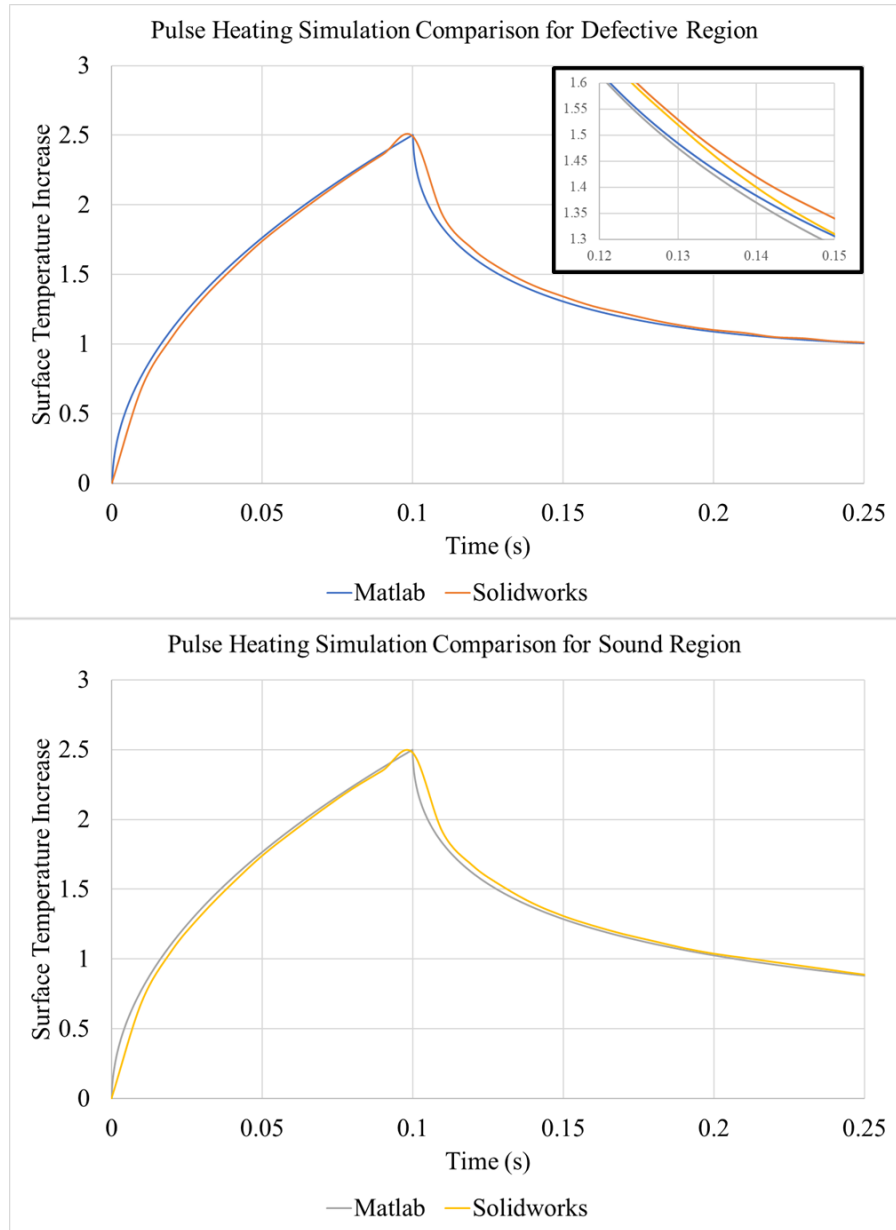 Pulse Heating Simulation Comparison for Defective Region
Surface Temperature Increase
3
2.5
2
1.5
1
0.5
0
0 0.05 0.1 0.15 0.2 0.25
1.6
1.55
1.5
1.45
1.4
1.35
1.3
0.12 0.13 0.14 0.15
Time (s)
Matlab Solidworks
Pulse Heating Simulation Comparison for Sound Region
Surface Temperature Increase
3
2.5
2
1.5
1
0.5
0
0 0.05 0.1 0.15 0.2 0.25
Time (s)
Matlab Solidworks